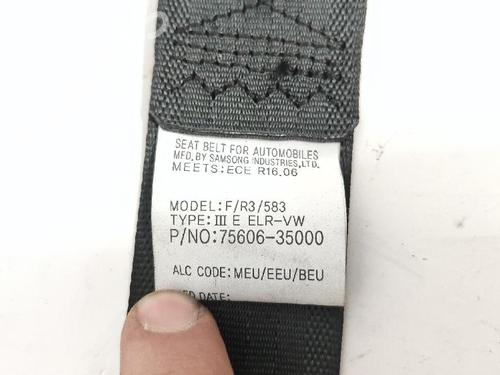 SEAT BELT FOR AUTOMOBILES
MFD. BY SAMSONG INDUSTRIES,LTD.
MEETS:ECE R16.06
MODEL:F/R3/583
TYPE:Ⅲ E ELR-VW
P/NO:75606-35000
ALC CODE:MEU/EEU/BEU
DATE: